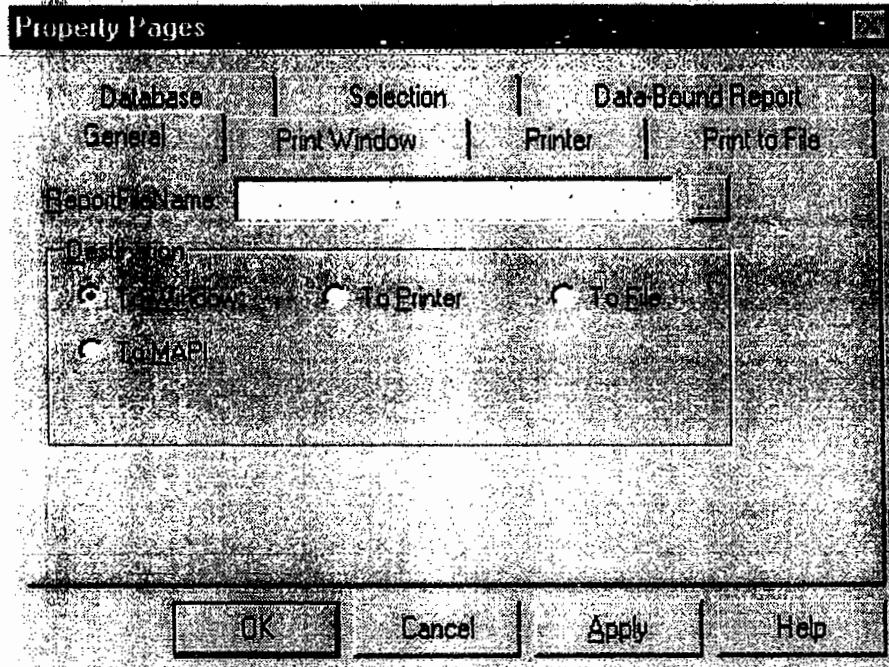 Property Pages
Database Selection Data-Bound Report
General Print Window Printer Print to File
ReportFileName: ...
Destination
To Window To Printer To File
To MAPI
OK Cancel Apply Help